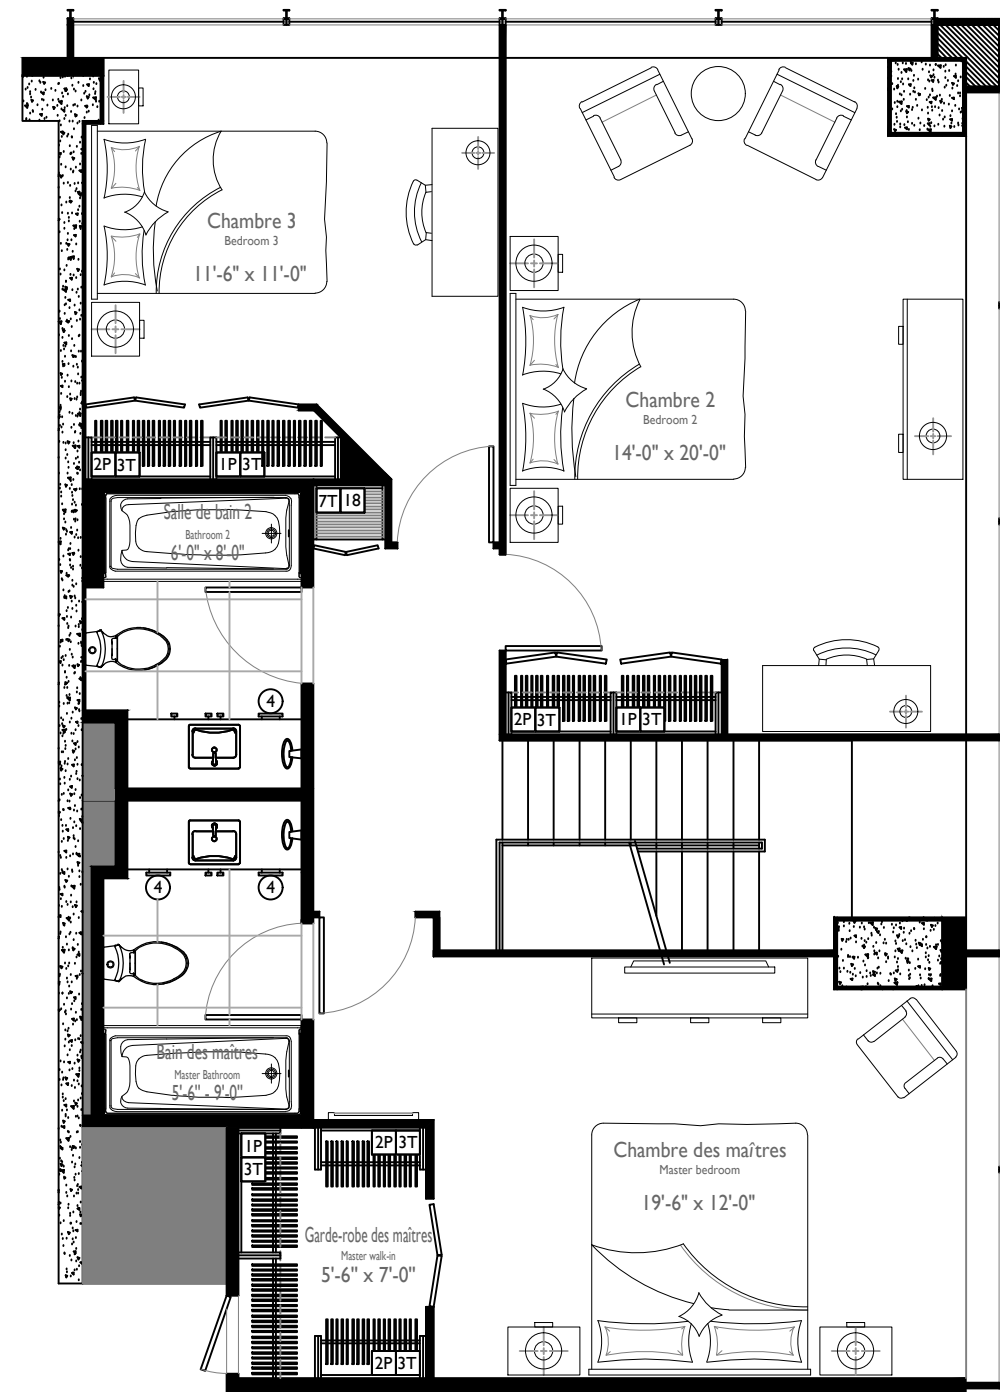 Chambre 3
Bedroom 3
11'-6" x 11'-0"
Chambre 2
Bedroom 2
14'-0" x 20'-0"
2P 3T
1P 3T
7T 18
Salle de bain 2
Bathroom 2
6'-0" x 8'-0"
2P 3T
1P 3T
4
4
4
Bain des maîtres
Master Bathroom
5'-6" - 9'-0"
1P
3T
2P 3T
Chambre des maîtres
Master bedroom
19'-6" x 12'-0"
Garde-robe des maîtres
Master walk-in
5'-6" x 7'-0"
2P 3T